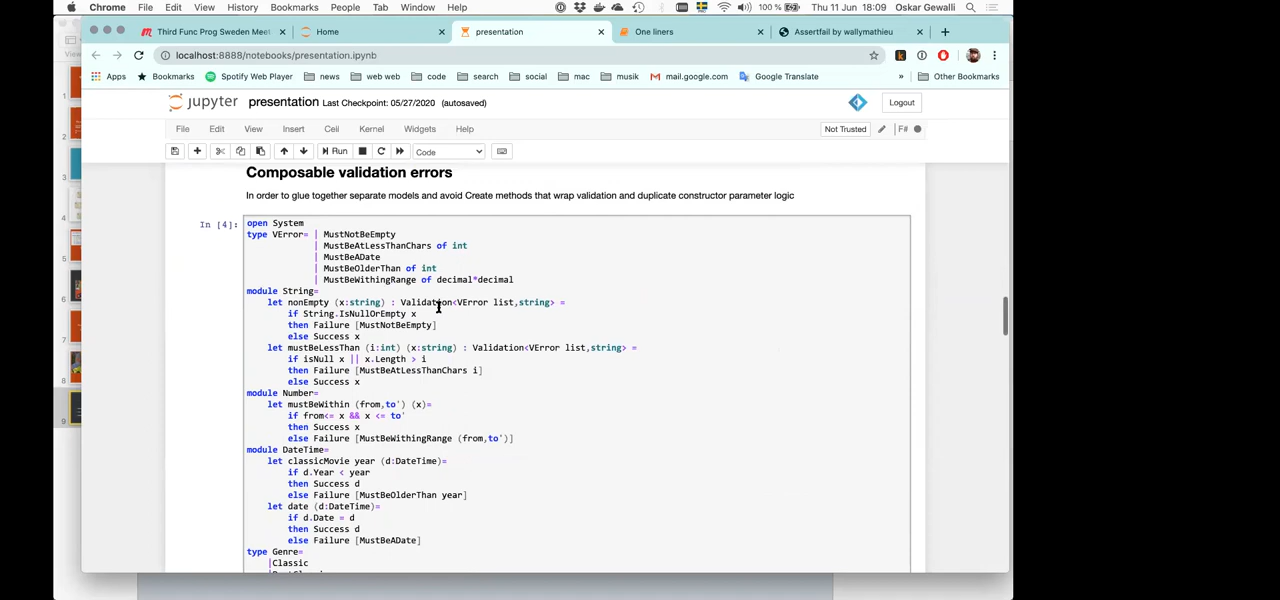 Chrome File Edit View History Bookmarks People Tab Window Help 100 % Thu 11 Jun 18:09 Oskar Gewalli
Third Func Prog Sweden Meet × Home × presentation × One liners × Assertfail by wallymathieu × +
localhost:8888/notebooks/presentation.ipynb
Apps Bookmarks Spotify Web Player news web web code search social mac musik mail.google.com Google Translate » Other Bookmarks
jupyter presentation Last Checkpoint: 05/27/2020 (autosaved) Logout
File Edit View Insert Cell Kernel Widgets Help Not Trusted F#
Run Code
Composable validation errors
In order to glue together separate models and avoid Create methods that wrap validation and duplicate constructor parameter logic
In [4]:
open System
type VError= | MustNotBeEmpty
| MustBeAtLessThanChars of int
| MustBeADate
| MustBeOlderThan of int
| MustBeWithingRange of decimal*decimal
module String=
let nonEmpty (x:string) : Validation<VError list,string> =
if String.IsNullOrEmpty x
then Failure [MustNotBeEmpty]
else Success x
let mustBeLessThan (i:int) (x:string) : Validation<VError list,string> =
if isNull x || x.Length > i
then Failure [MustBeAtLessThanChars i]
else Success x
module Number=
let mustBeWithin (from,to') (x)=
if from<= x && x <= to'
then Success x
else Failure [MustBeWithingRange (from,to')]
module DateTime=
let classicMovie year (d:DateTime)=
if d.Year < year
then Success d
else Failure [MustBeOlderThan year]
let date (d:DateTime)=
if d.Date = d
then Success d
else Failure [MustBeADate]
type Genre=
|Classic
1
2
3
4
5
6
7
8
9